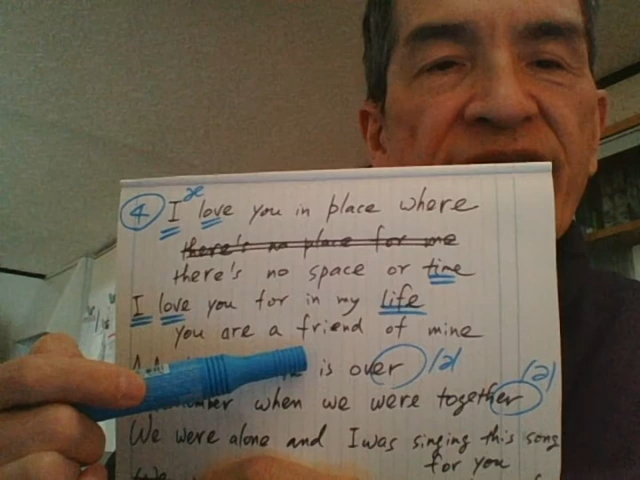 ④ I love you in place where
there's no place for me
there's no space or time
I love you for in my life
you are a friend of mine
is over /ə/
when we were together /ə/
We were alone and I was singing this song
for you